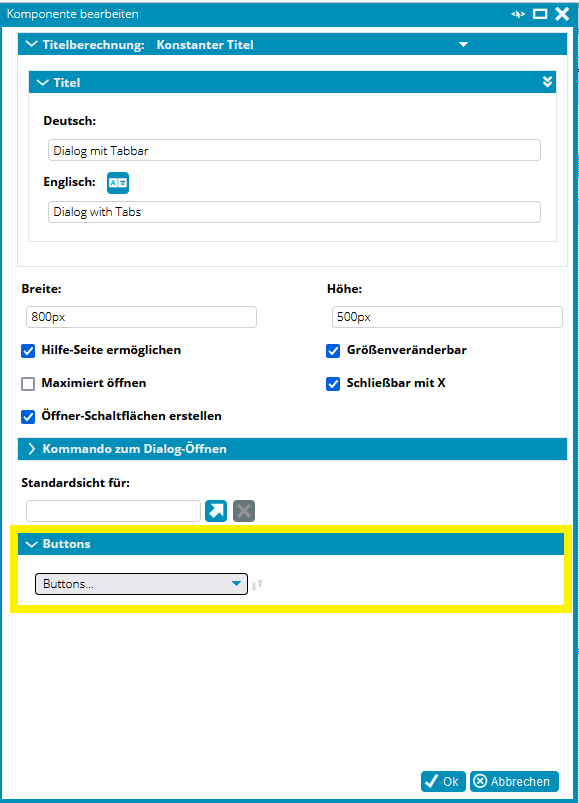 Komponente bearbeiten
Titelberechnung: Konstanter Titel
Titel
Deutsch:
Dialog mit Tabbar
Englisch:
Dialog with Tabs
Breite: Höhe:
800px 500px
Hilfe-Seite ermöglichen Größenveränderbar
Maximiert öffnen Schließbar mit X
Öffner-Schaltflächen erstellen
Kommando zum Dialog-Öffnen
Standardsicht für:
Buttons
Buttons...
Ok Abbrechen